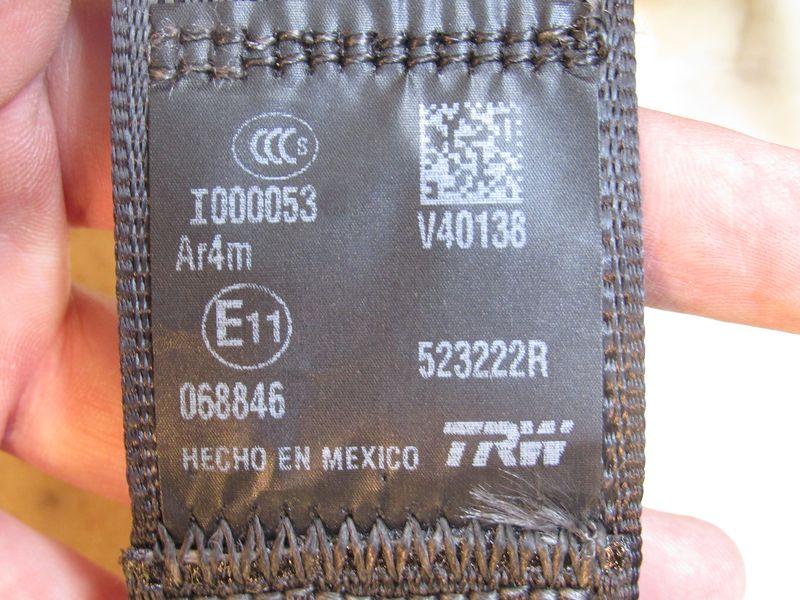 CCC S
I000053
Ar4m
E11
068846
HECHO EN MEXICO
V40138
523222R
TRW